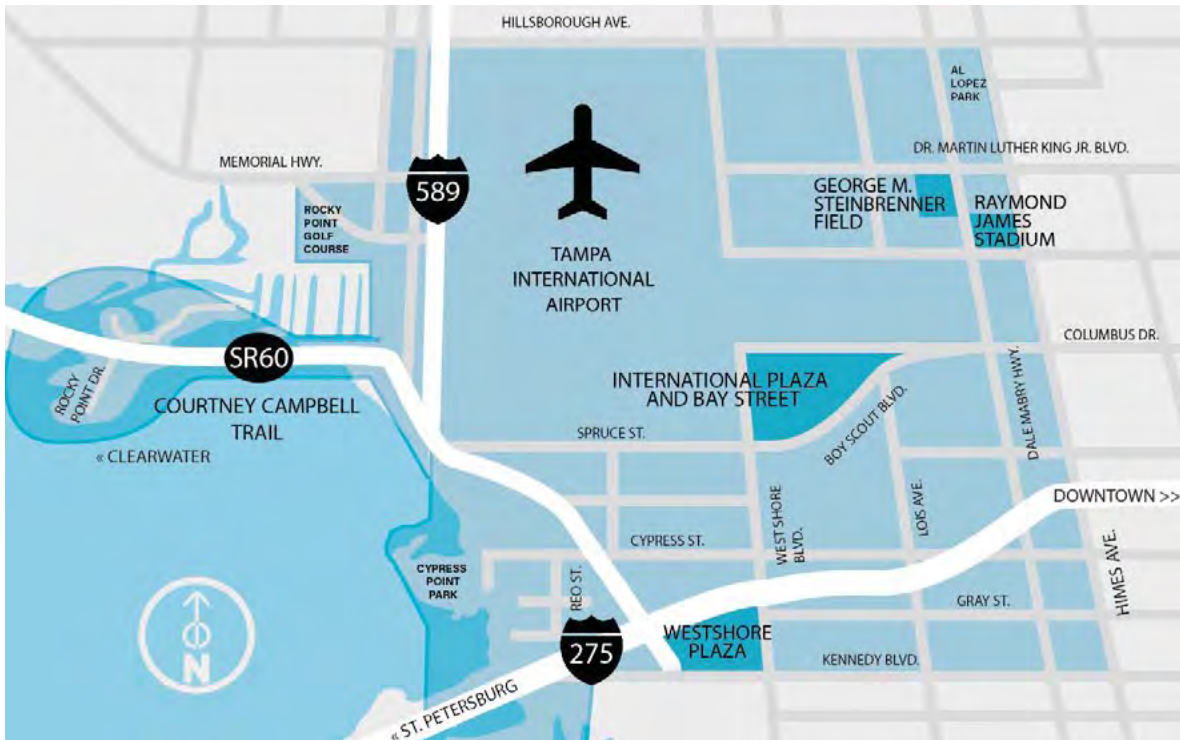 HILLSBOROUGH AVE.
AL
LOPEZ
PARK
DR. MARTIN LUTHER KING JR. BLVD.
MEMORIAL HWY.
589
GEORGE M.
STEINBRENNER
FIELD
RAYMOND
JAMES
STADIUM
ROCKY
POINT
GOLF
COURSE
TAMPA
INTERNATIONAL
AIRPORT
COLUMBUS DR.
SR60
ROCKY
POINT DR.
COURTNEY CAMPBELL
TRAIL
INTERNATIONAL PLAZA
AND BAY STREET
DALE MABRY HWY.
BOY SCOUT BLVD.
SPRUCE ST.
« CLEARWATER
DOWNTOWN >>
WEST SHORE
BLVD.
LOIS AVE.
CYPRESS ST.
HIMES AVE.
CYPRESS
POINT
PARK
REO ST.
GRAY ST.
N
275
WESTSHORE
PLAZA
KENNEDY BLVD.
« ST. PETERSBURG